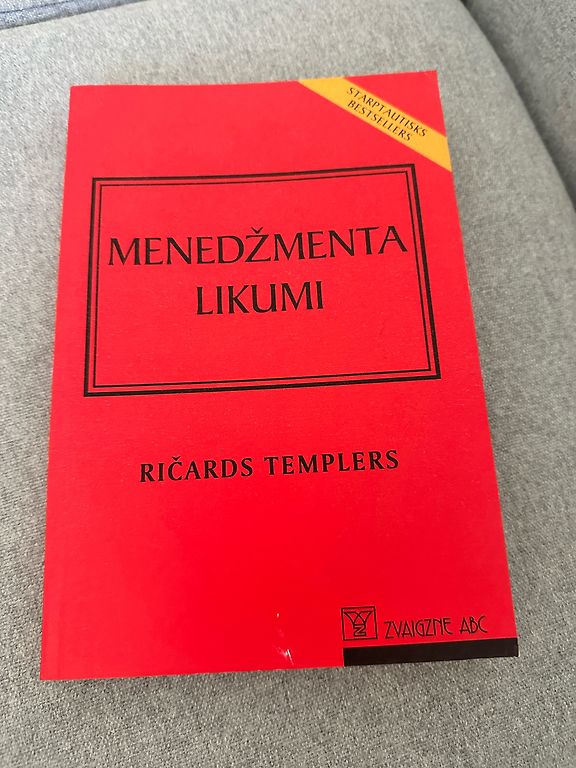 STARPTAUTISKS
BESTSELLERS
MENEDŽMENTA
LIKUMI
RIČARDS TEMPLERS
ZVAIGZNE ABC